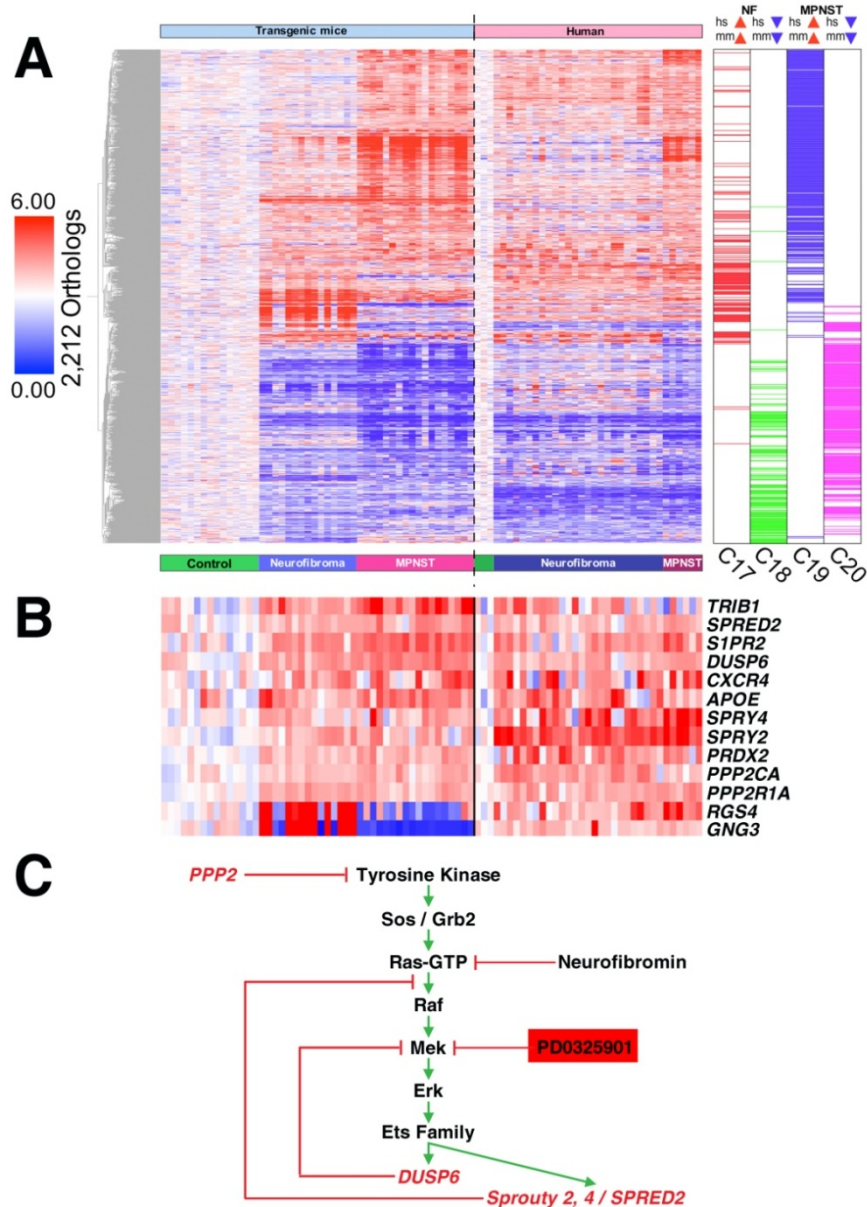 NF MPNST
hs ▲ hs ▼ hs ▲ hs ▼
mm ▲ mm ▼ mm ▲ mm ▼
A
Transgenic mice Human
6.00
0.00
2,212 Orthologs
Control Neurofibroma MPNST Neurofibroma MPNST
C17 C18 C19 C20
B
TRIB1
SPRED2
S1PR2
DUSP6
CXCR4
APOE
SPRY4
SPRY2
PRDX2
PPP2CA
PPP2R1A
RGS4
GNG3
C
PPP2 Tyrosine Kinase
Sos / Grb2
Ras-GTP Neurofibromin
Raf
Mek PD0325901
Erk
Ets Family
DUSP6
Sprouty 2, 4 / SPRED2